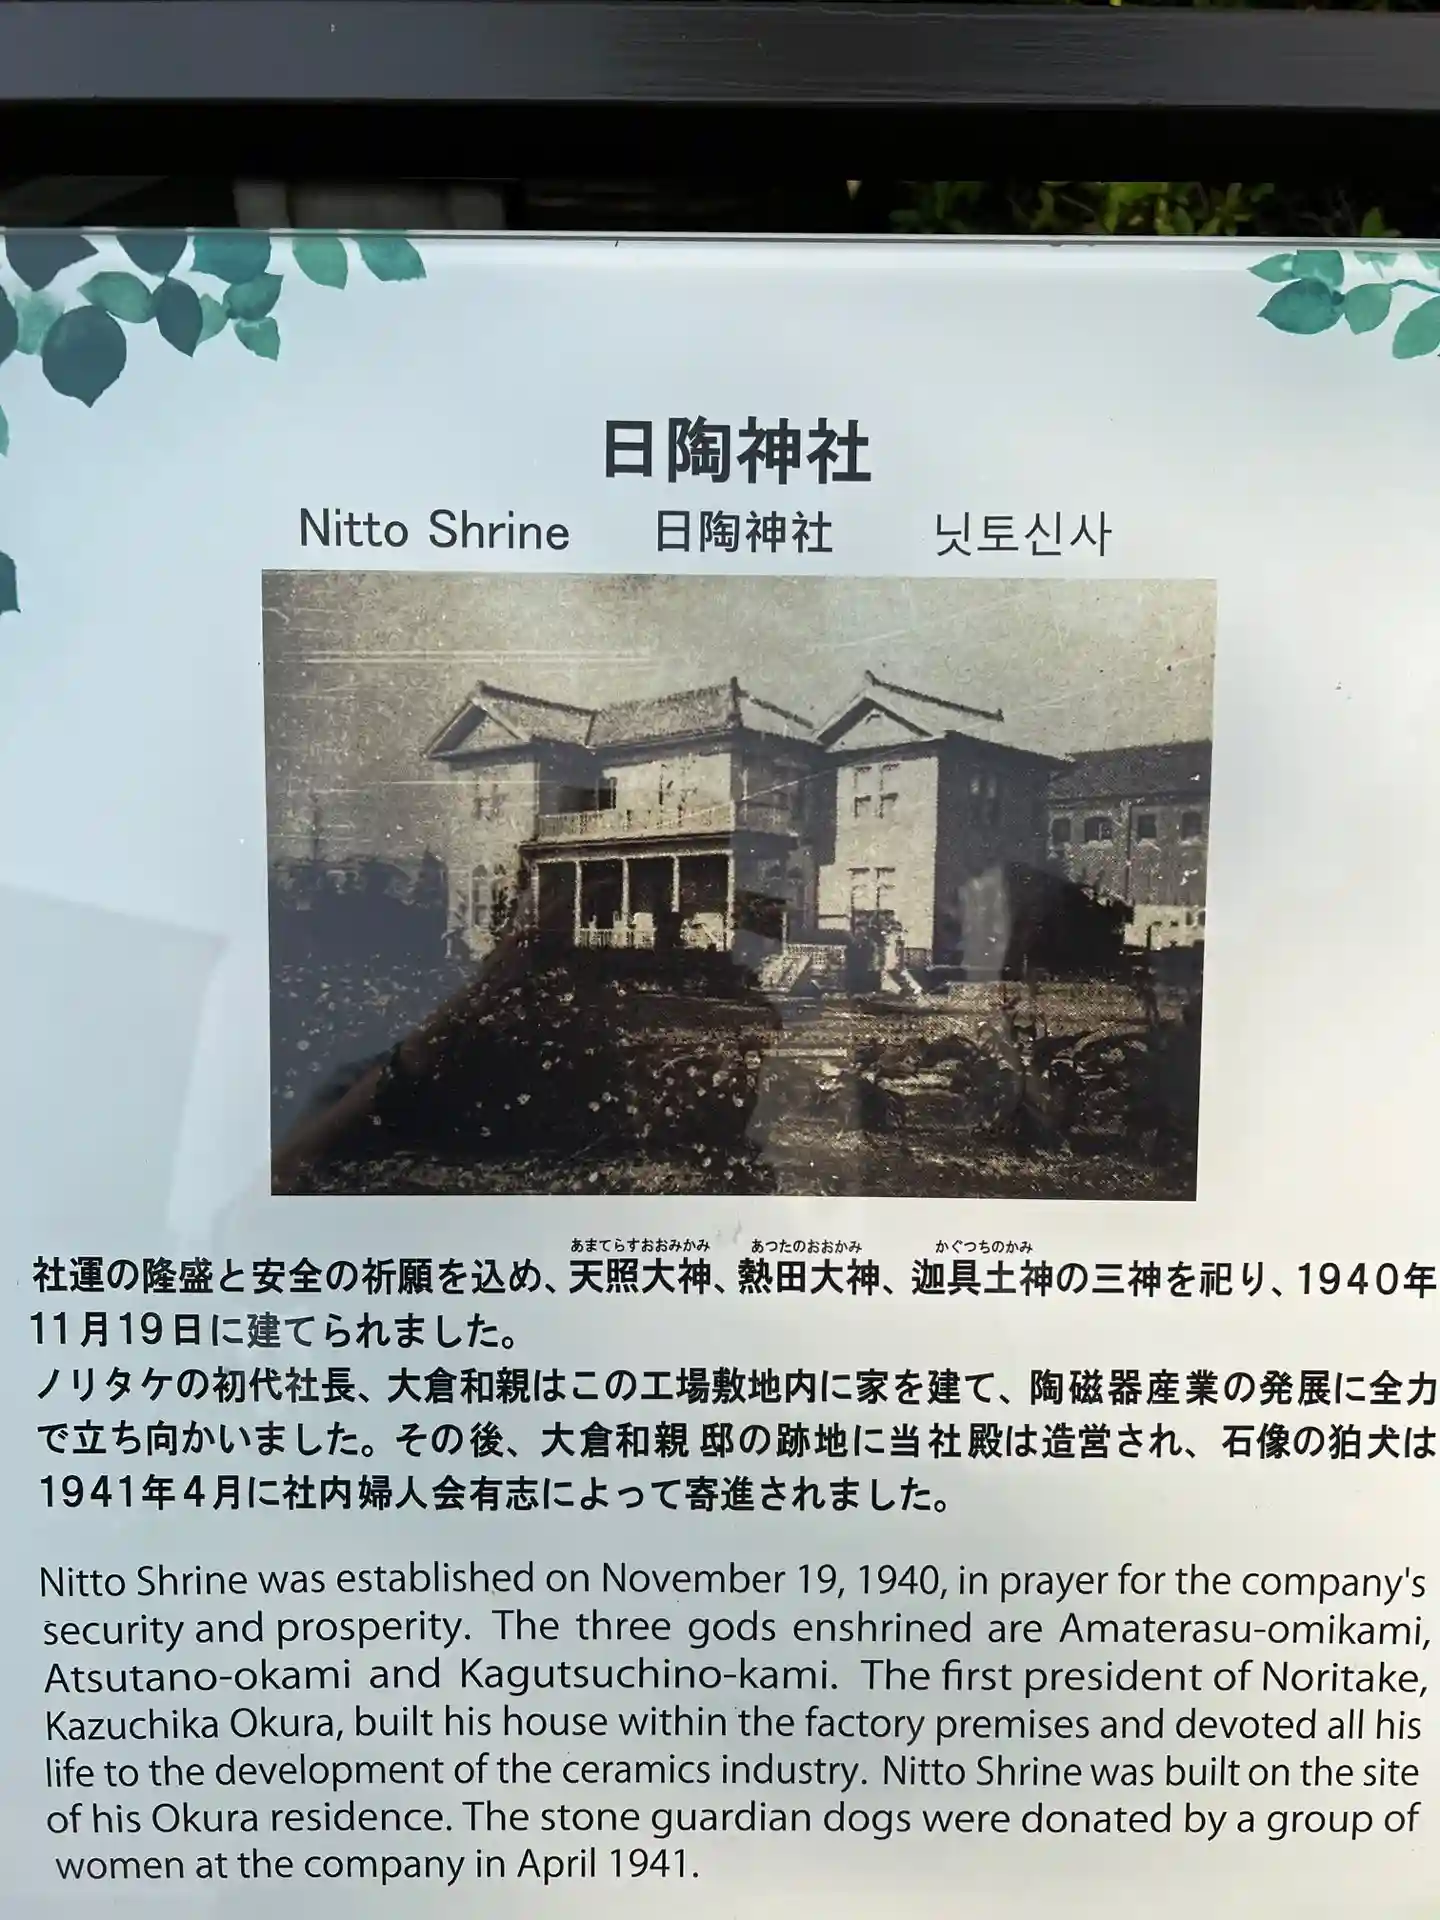 日陶神社
Nitto Shrine 日陶神社 닛토신사
あまてらすおおみかみ あつたのおおかみ かぐつちのかみ
社運の隆盛と安全の祈願を込め、天照大神、熱田大神、迦具土神の三神を祀り、1940年
11月19日に建てられました。
ノリタケの初代社長、大倉和親はこの工場敷地内に家を建て、陶磁器産業の発展に全力
で立ち向かいました。その後、大倉和親邸の跡地に当社殿は造営され、石像の狛犬は
1941年4月に社内婦人会有志によって寄進されました。
Nitto Shrine was established on November 19, 1940, in prayer for the company's
security and prosperity. The three gods enshrined are Amaterasu-omikami,
Atsutano-okami and Kagutsuchino-kami. The first president of Noritake,
Kazuchika Okura, built his house within the factory premises and devoted all his
life to the development of the ceramics industry. Nitto Shrine was built on the site
of his Okura residence. The stone guardian dogs were donated by a group of
women at the company in April 1941.